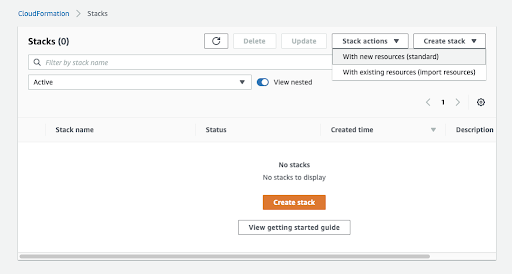 CloudFormation > Stacks
Stacks (0)
Delete
Update
Stack actions
Create stack
With new resources (standard)
With existing resources (import resources)
Filter by stack name
Active
View nested
1
Stack name
Status
Created time
Description
No stacks
No stacks to display
Create stack
View getting started guide